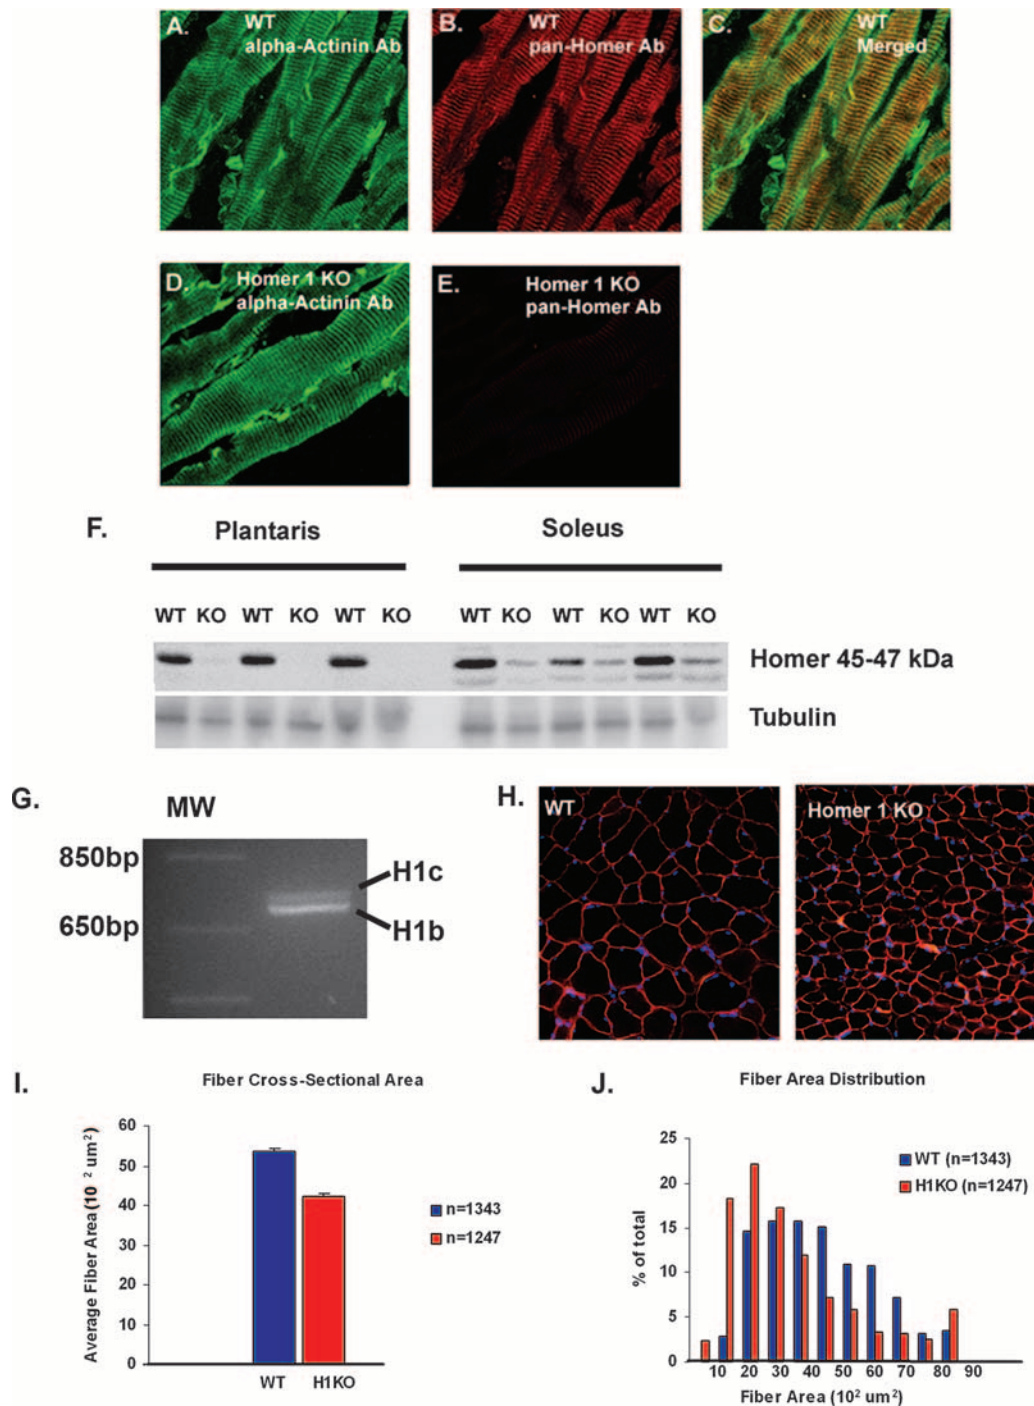 A.
WT
alpha-Actinin Ab
B.
WT
pan-Homer Ab
C.
WT
Merged
D.
Homer 1 KO
alpha-Actinin Ab
E.
Homer 1 KO
pan-Homer Ab
F.
Plantaris
Soleus
WT KO WT KO WT KO
WT KO WT KO WT KO
Homer 45-47 kDa
Tubulin
G.
MW
850bp
650bp
H1c
H1b
H.
WT
Homer 1 KO
I.
Fiber Cross-Sectional Area
Average Fiber Area (10 ² um²)
60
50
40
30
20
10
0
WT
H1KO
n=1343
n=1247
J.
Fiber Area Distribution
% of total
25
20
15
10
5
0
WT (n=1343)
H1KO (n=1247)
10 20 30 40 50 60 70 80 90
Fiber Area (10² um²)